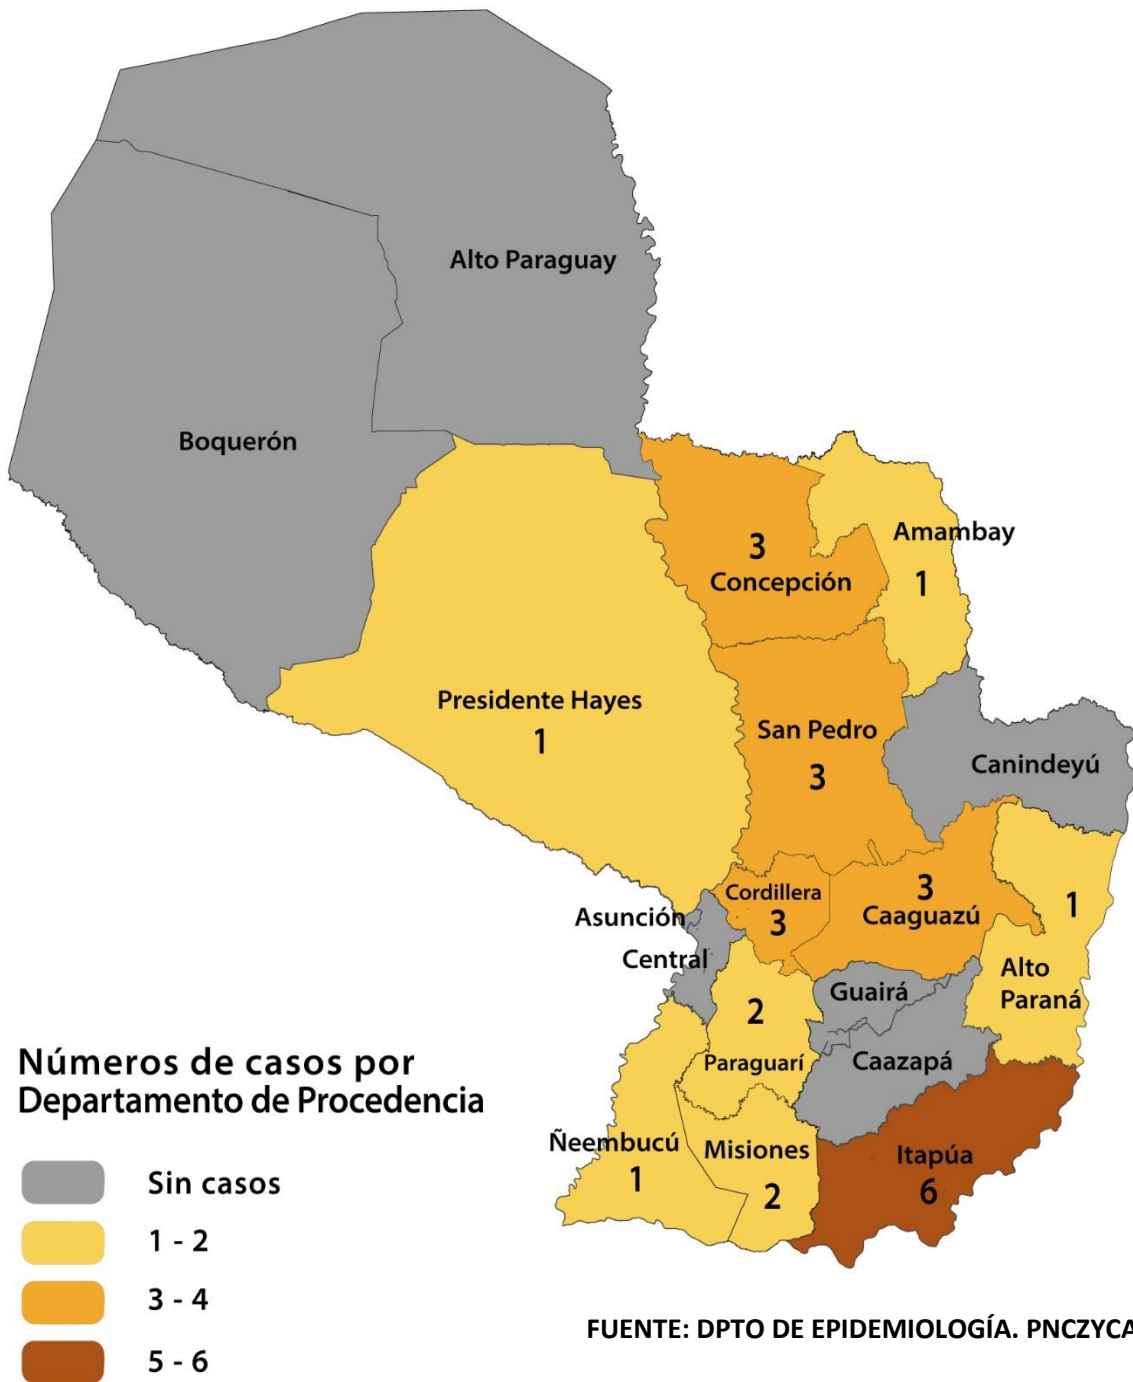 Alto Paraguay
Boquerón
Amambay
1
3
Concepción
Presidente Hayes
1
San Pedro
3
Canindeyú
Cordillera
3
3
Caaguazú
1
Alto
Paraná
Asunción
Central
Guairá
2
Paraguarí
Caazapá
Ñeembucú
1
Misiones
2
Itapúa
6
Números de casos por
Departamento de Procedencia
Sin casos
1 - 2
3 - 4
5 - 6
FUENTE: DPTO DE EPIDEMIOLOGÍA. PNCZYCA